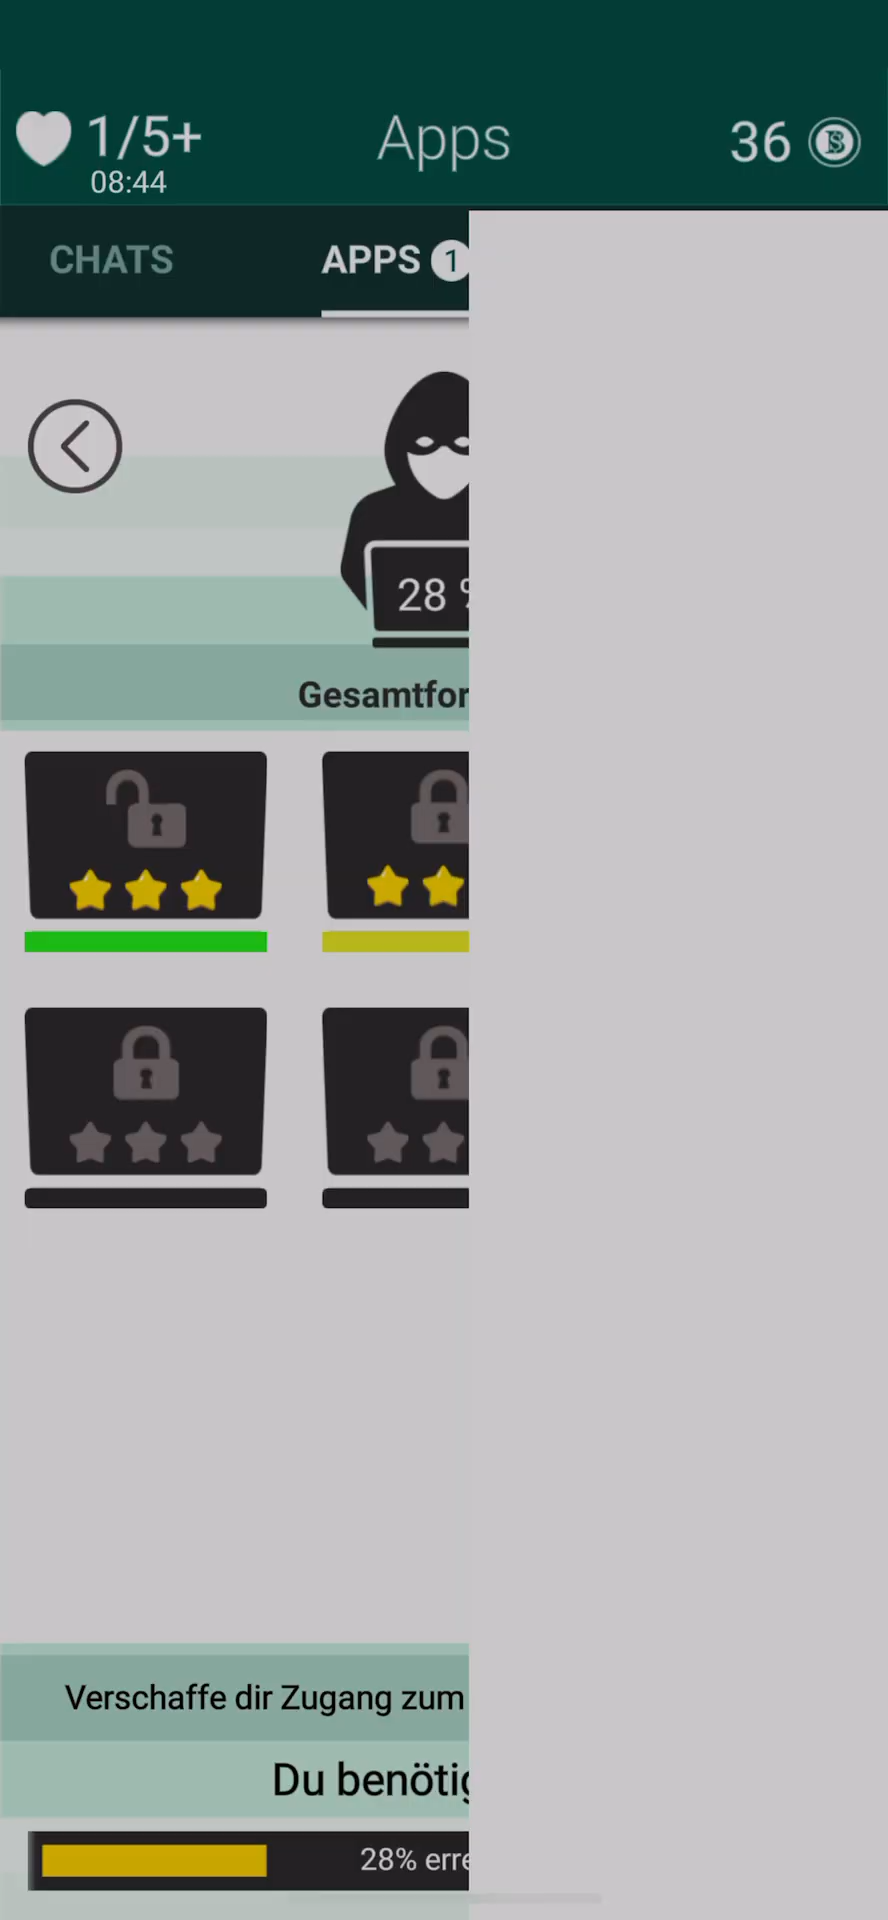 1/5+
Apps
36
08:44
CHATS
APPS 1
28
Gesamtfor
Verschaffe dir Zugang zum
Du benötig
28% erre